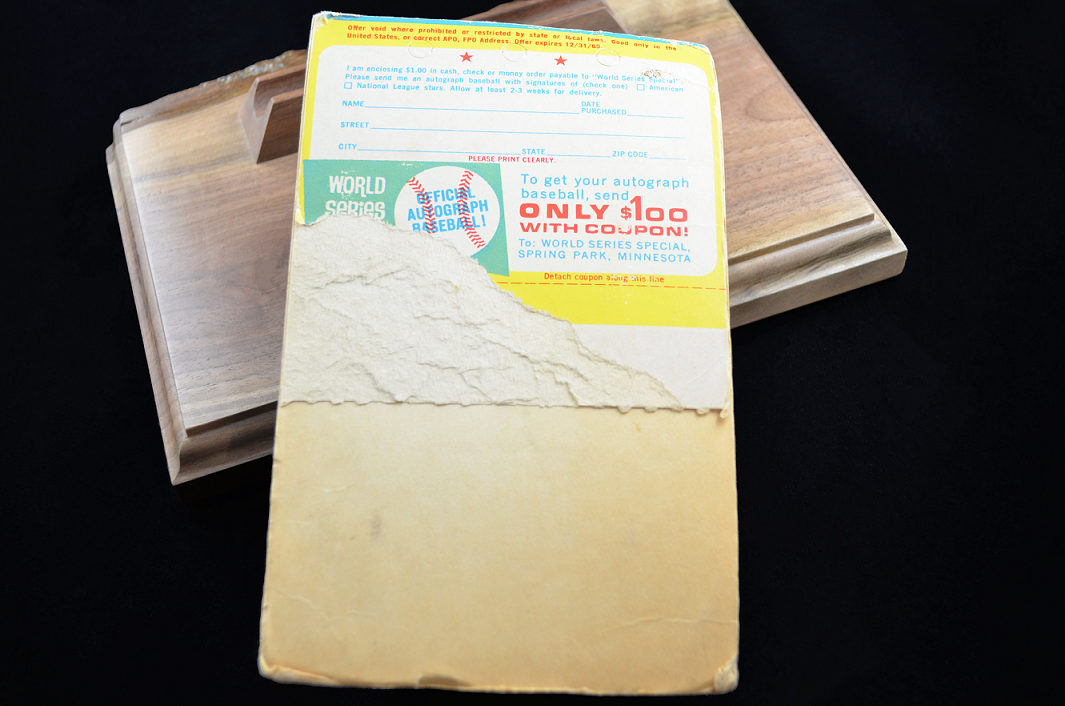 Offer void where prohibited or restricted by state or local laws. Good only in the
United States, or correct APO, FPO Address. Offer expires 12/31/69.
I am enclosing $1.00 in cash, check or money order payable to "World Series Special".
Please send me an autograph baseball with signatures of (check one) ☐ American
☐ National League stars. Allow at least 2-3 weeks for delivery.
NAME DATE PURCHASED
STREET
CITY STATE ZIP CODE
PLEASE PRINT CLEARLY.
WORLD
SERIES
OFFICIAL
AUTOGRAPH
BASEBALL!
To get your autograph
baseball, send
ONLY $1 00
WITH COUPON!
To: WORLD SERIES SPECIAL,
SPRING PARK, MINNESOTA
Detach coupon along this line